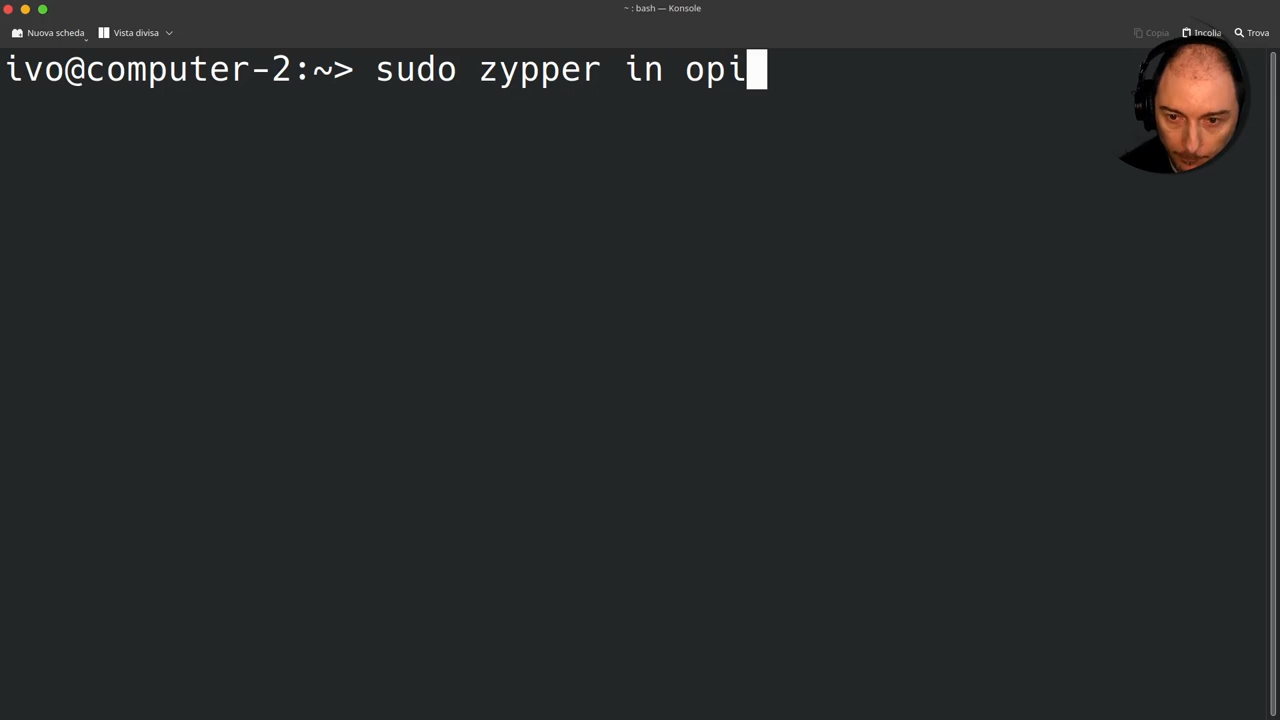 ~ : bash — Konsole
Nuova scheda
Vista divisa
Copia
Incolla
Trova
ivo@computer-2:~> sudo zypper in opi